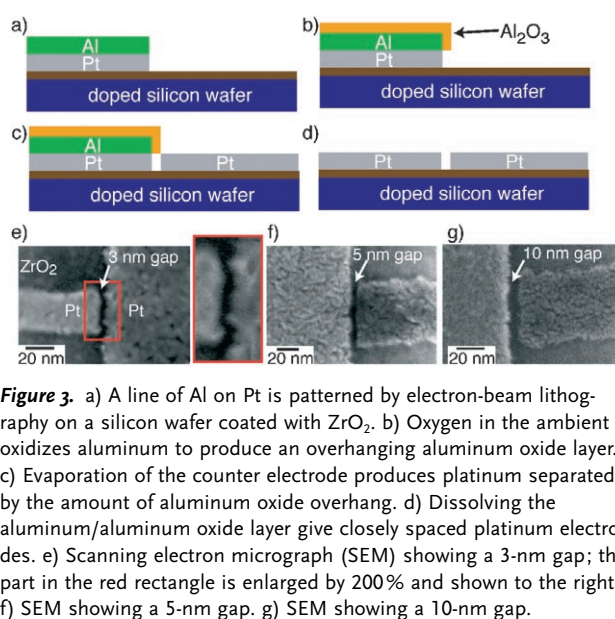 a)
Al
Pt
doped silicon wafer
b)
Al₂O₃
Al
Pt
doped silicon wafer
c)
Al
Pt
Pt
doped silicon wafer
d)
Pt
Pt
doped silicon wafer
e)
ZrO₂
3 nm gap
Pt
Pt
20 nm
f)
5 nm gap
20 nm
g)
10 nm gap
20 nm
Figure 3. a) A line of Al on Pt is patterned by electron-beam lithog-
raphy on a silicon wafer coated with ZrO₂. b) Oxygen in the ambient
oxidizes aluminum to produce an overhanging aluminum oxide layer.
c) Evaporation of the counter electrode produces platinum separated
by the amount of aluminum oxide overhang. d) Dissolving the
aluminum/aluminum oxide layer give closely spaced platinum electro
des. e) Scanning electron micrograph (SEM) showing a 3-nm gap; th
part in the red rectangle is enlarged by 200% and shown to the right
f) SEM showing a 5-nm gap. g) SEM showing a 10-nm gap.